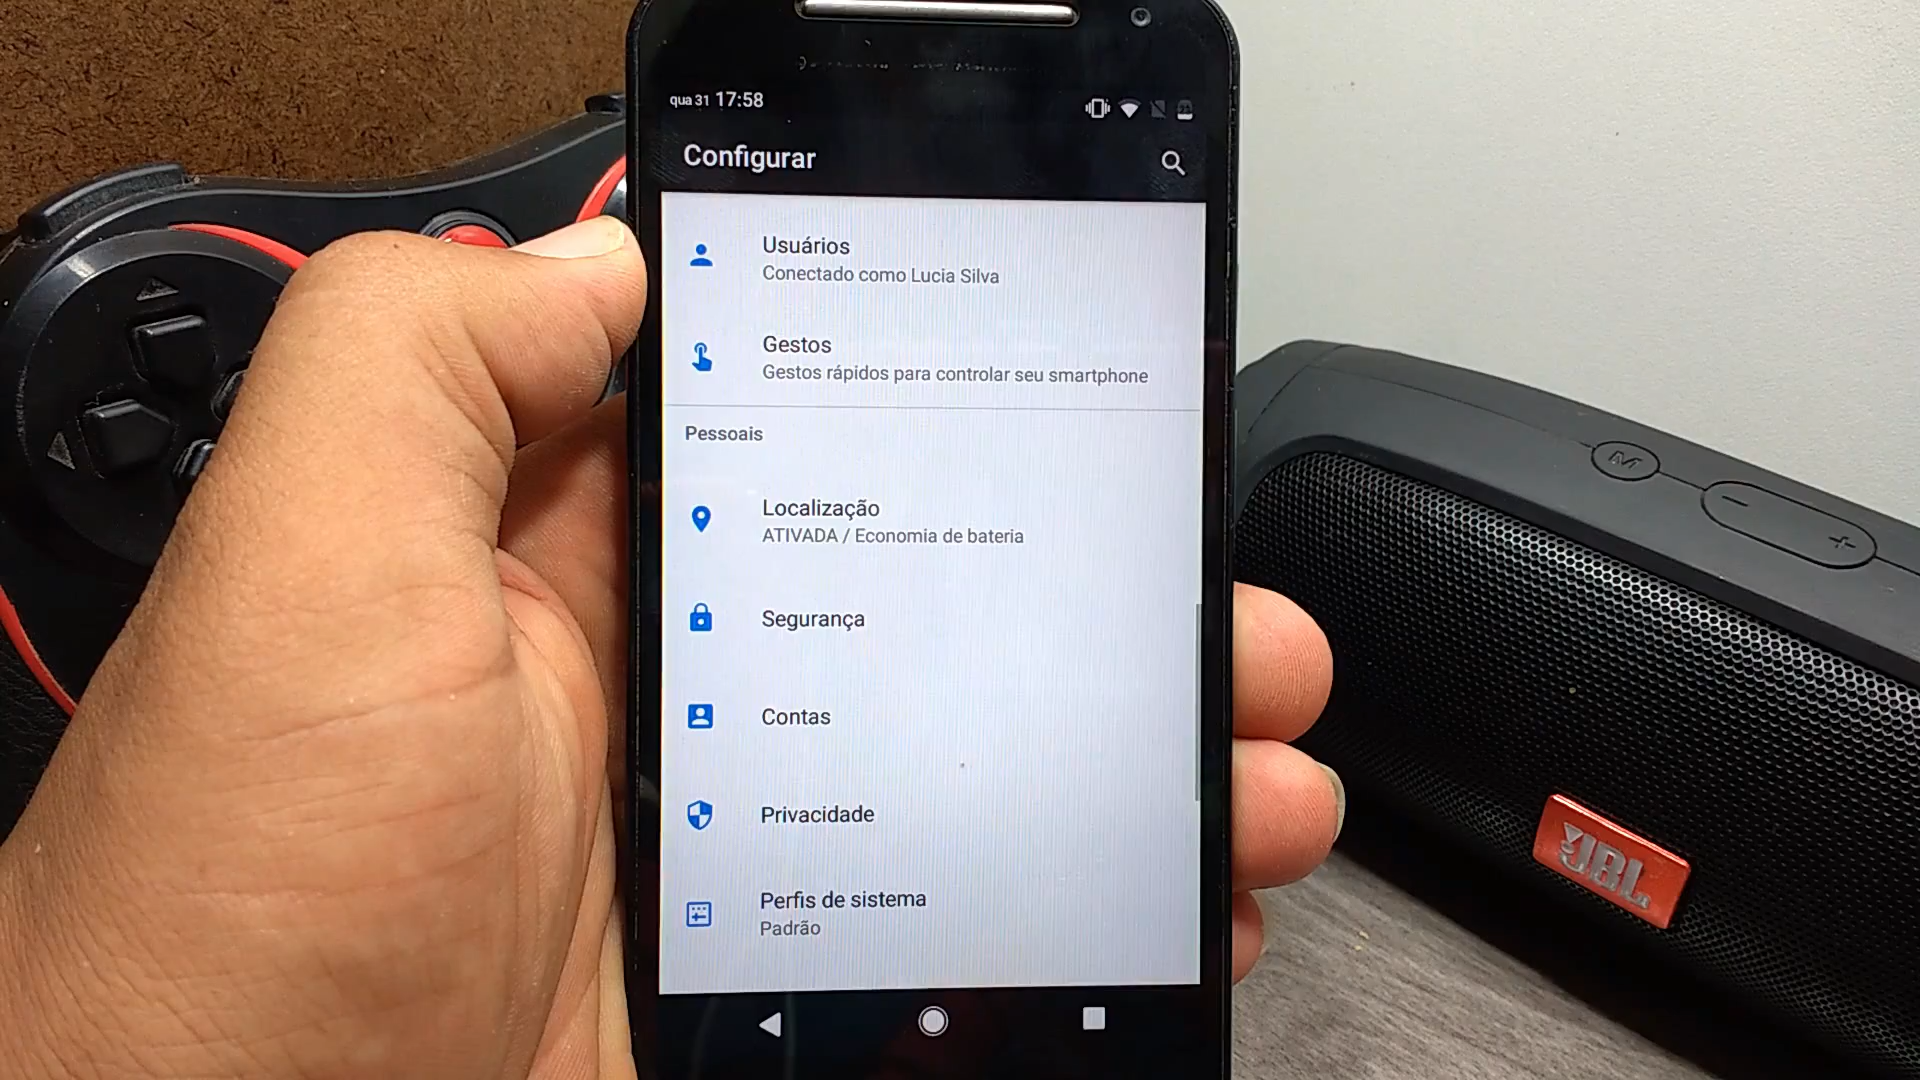 qua 31 17:58
Configurar
Usuários
Conectado como Lucia Silva
Gestos
Gestos rápidos para controlar seu smartphone
Pessoais
Localização
ATIVADA / Economia de bateria
Segurança
Contas
Privacidade
Perfis de sistema
Padrão
M
- +
JBL